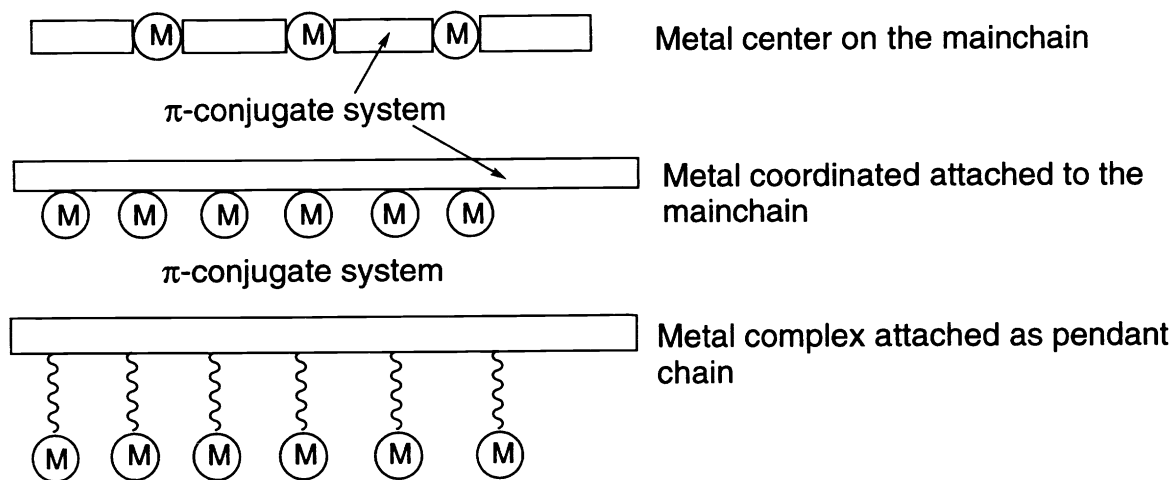 M M M Metal center on the mainchain
π-conjugate system
Metal coordinated attached to the
mainchain
M M M M M M
π-conjugate system
Metal complex attached as pendant
chain
M M M M M M